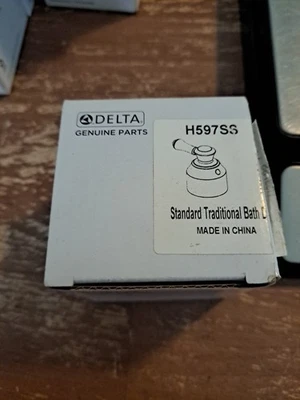 DELTA
GENUINE PARTS
H597SS
Standard Traditional Bath
MADE IN CHINA